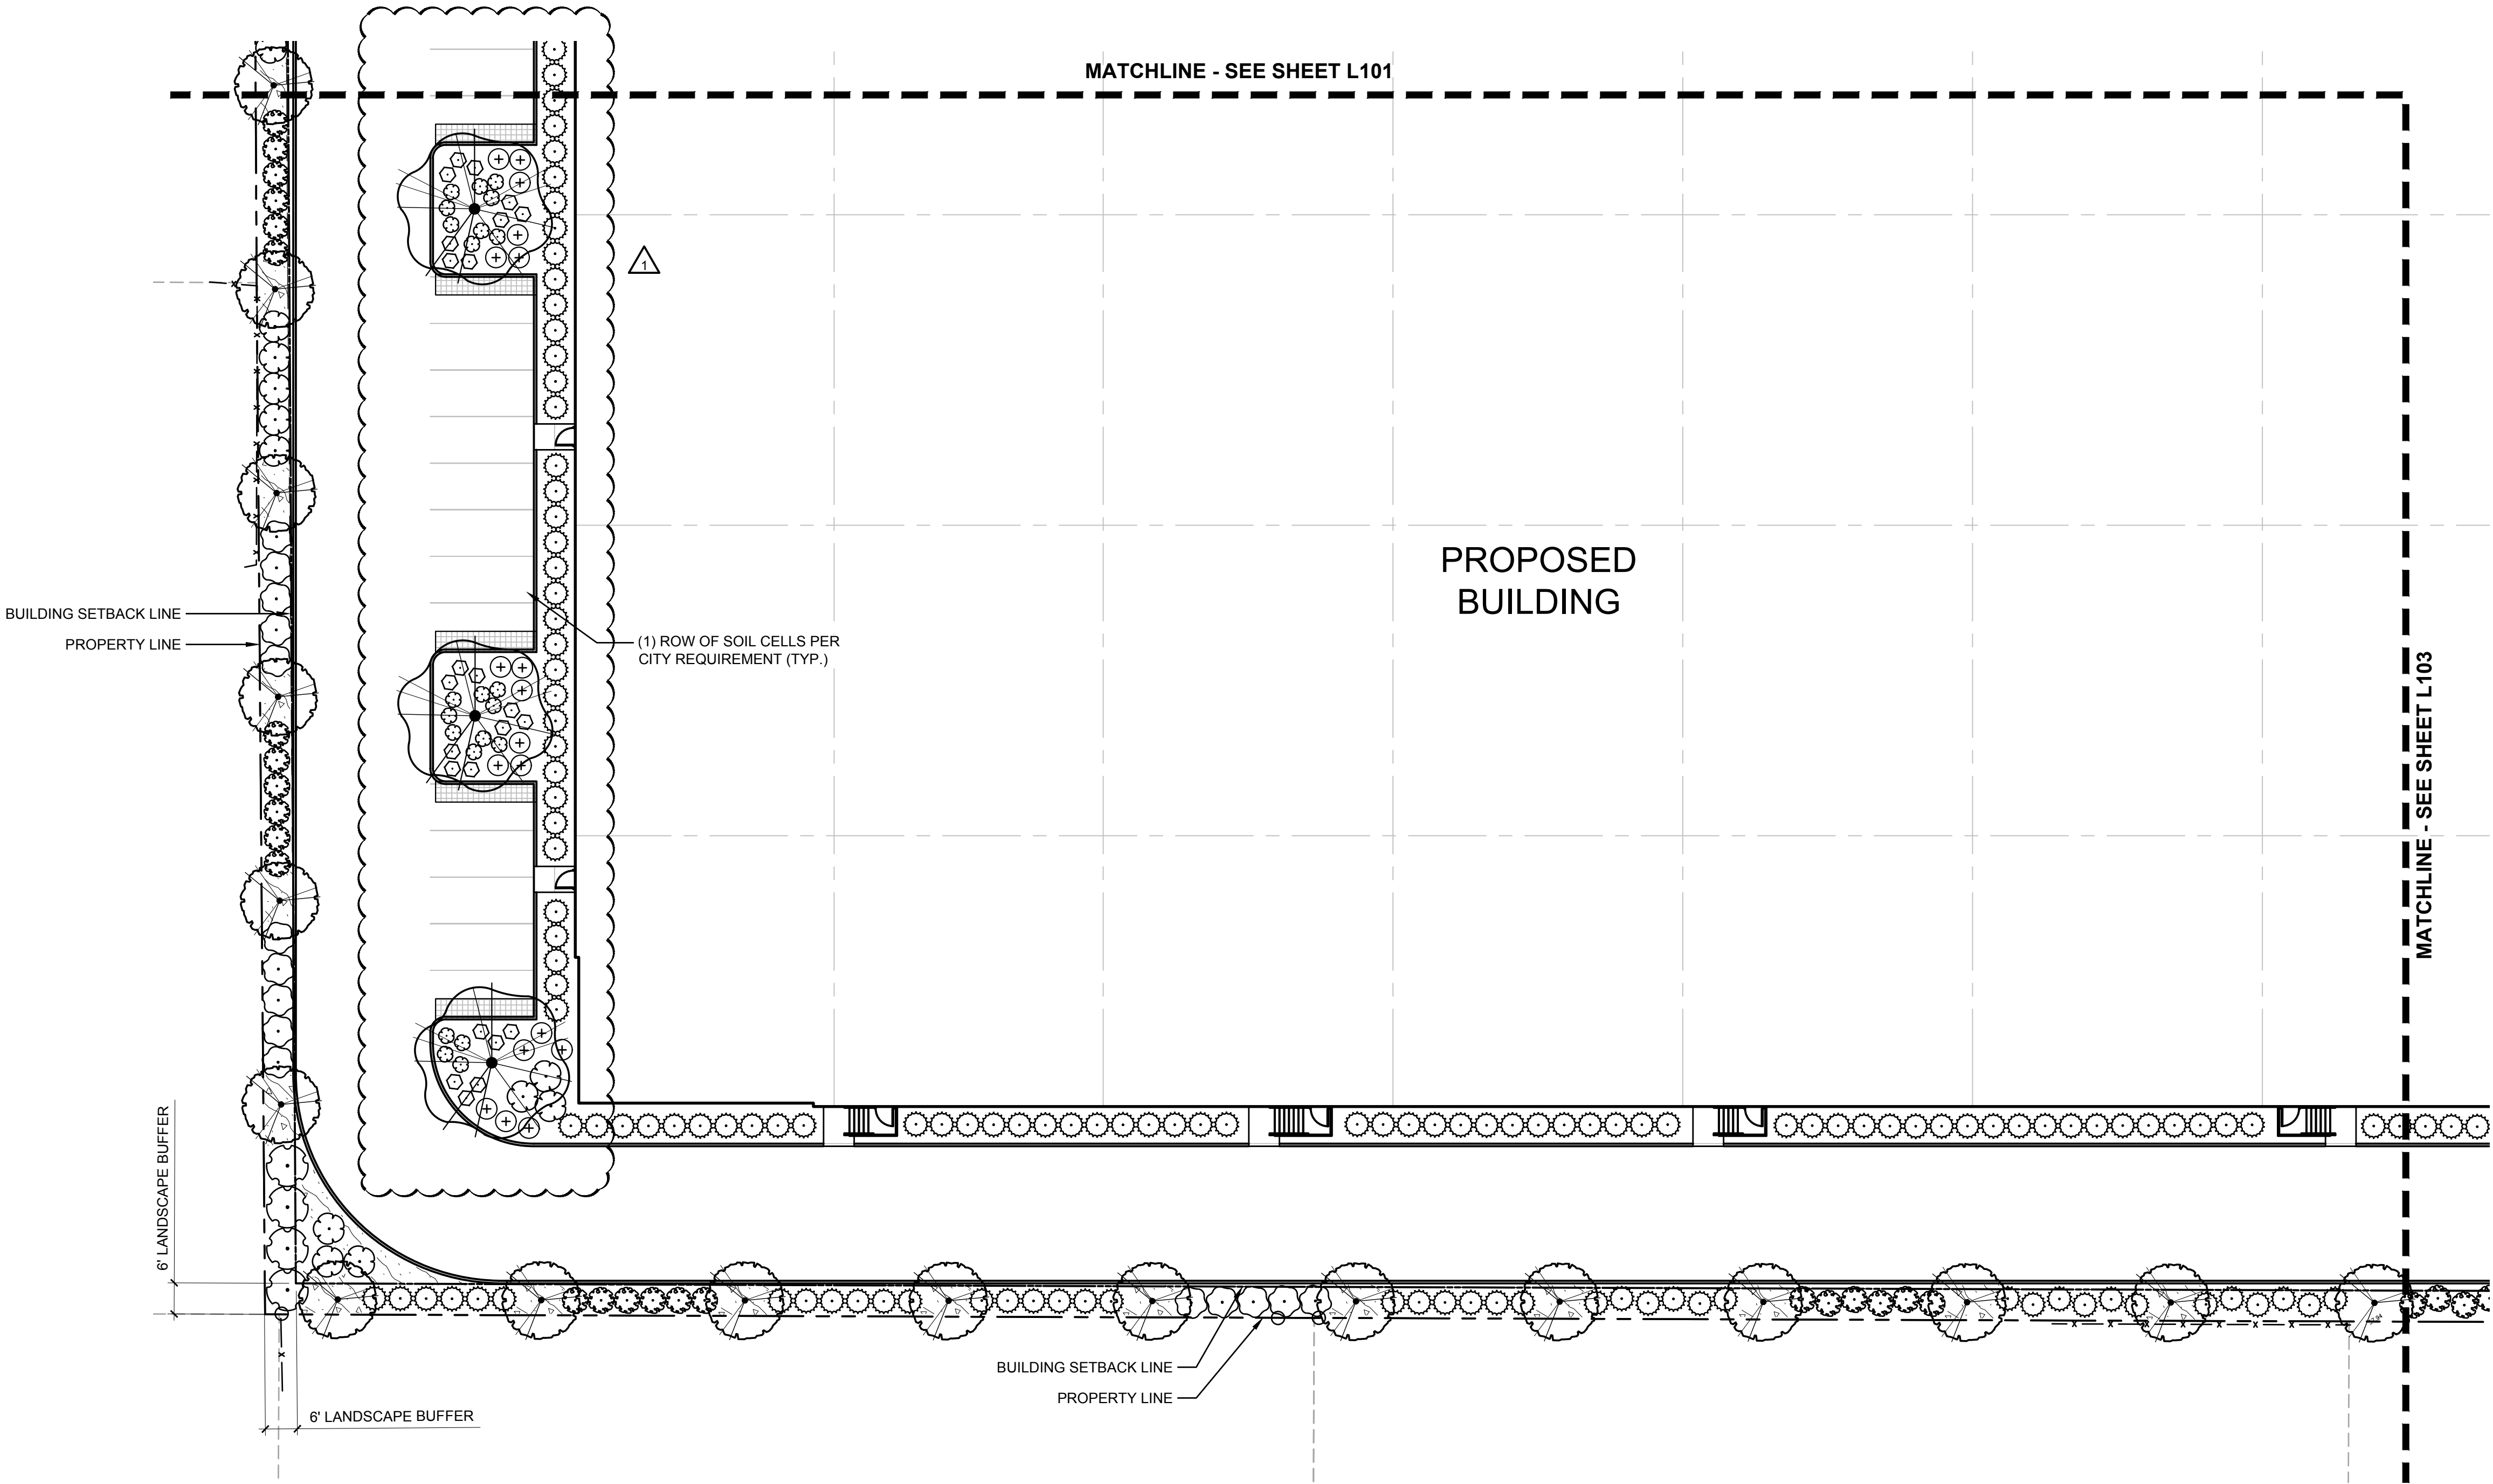 MATCHLINE - SEE SHEET L101
1
PROPOSED
BUILDING
BUILDING SETBACK LINE
PROPERTY LINE
(1) ROW OF SOIL CELLS PER
CITY REQUIREMENT (TYP.)
MATCHLINE - SEE SHEET L103
6' LANDSCAPE BUFFER
BUILDING SETBACK LINE
PROPERTY LINE
6' LANDSCAPE BUFFER